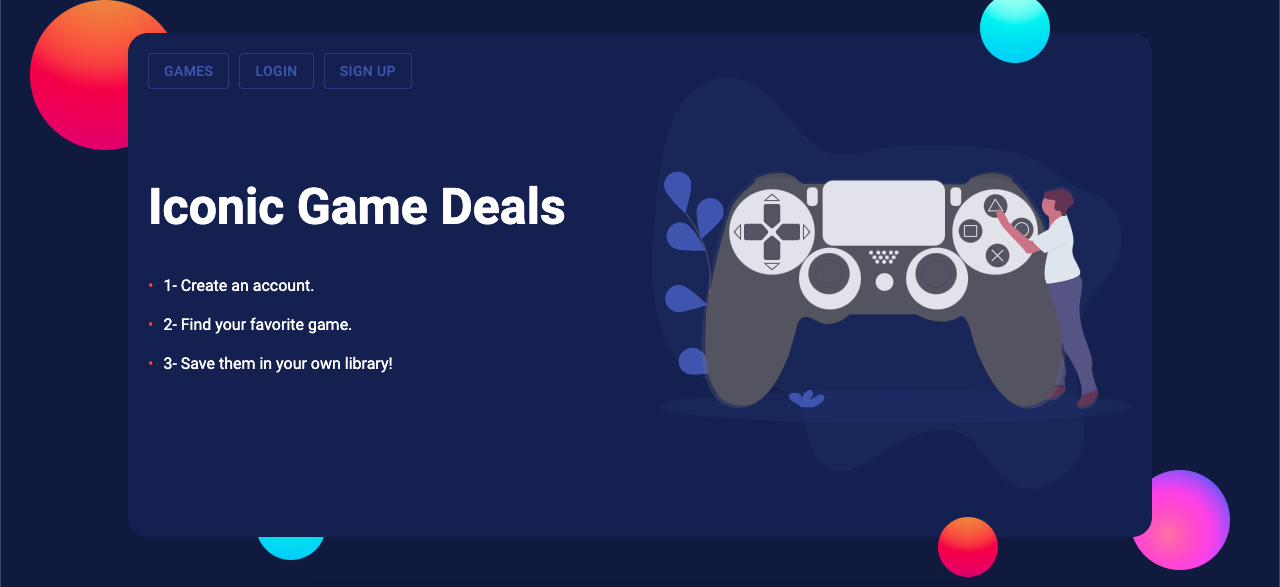 GAMES LOGIN SIGN UP
Iconic Game Deals
• 1- Create an account.
• 2- Find your favorite game.
• 3- Save them in your own library!